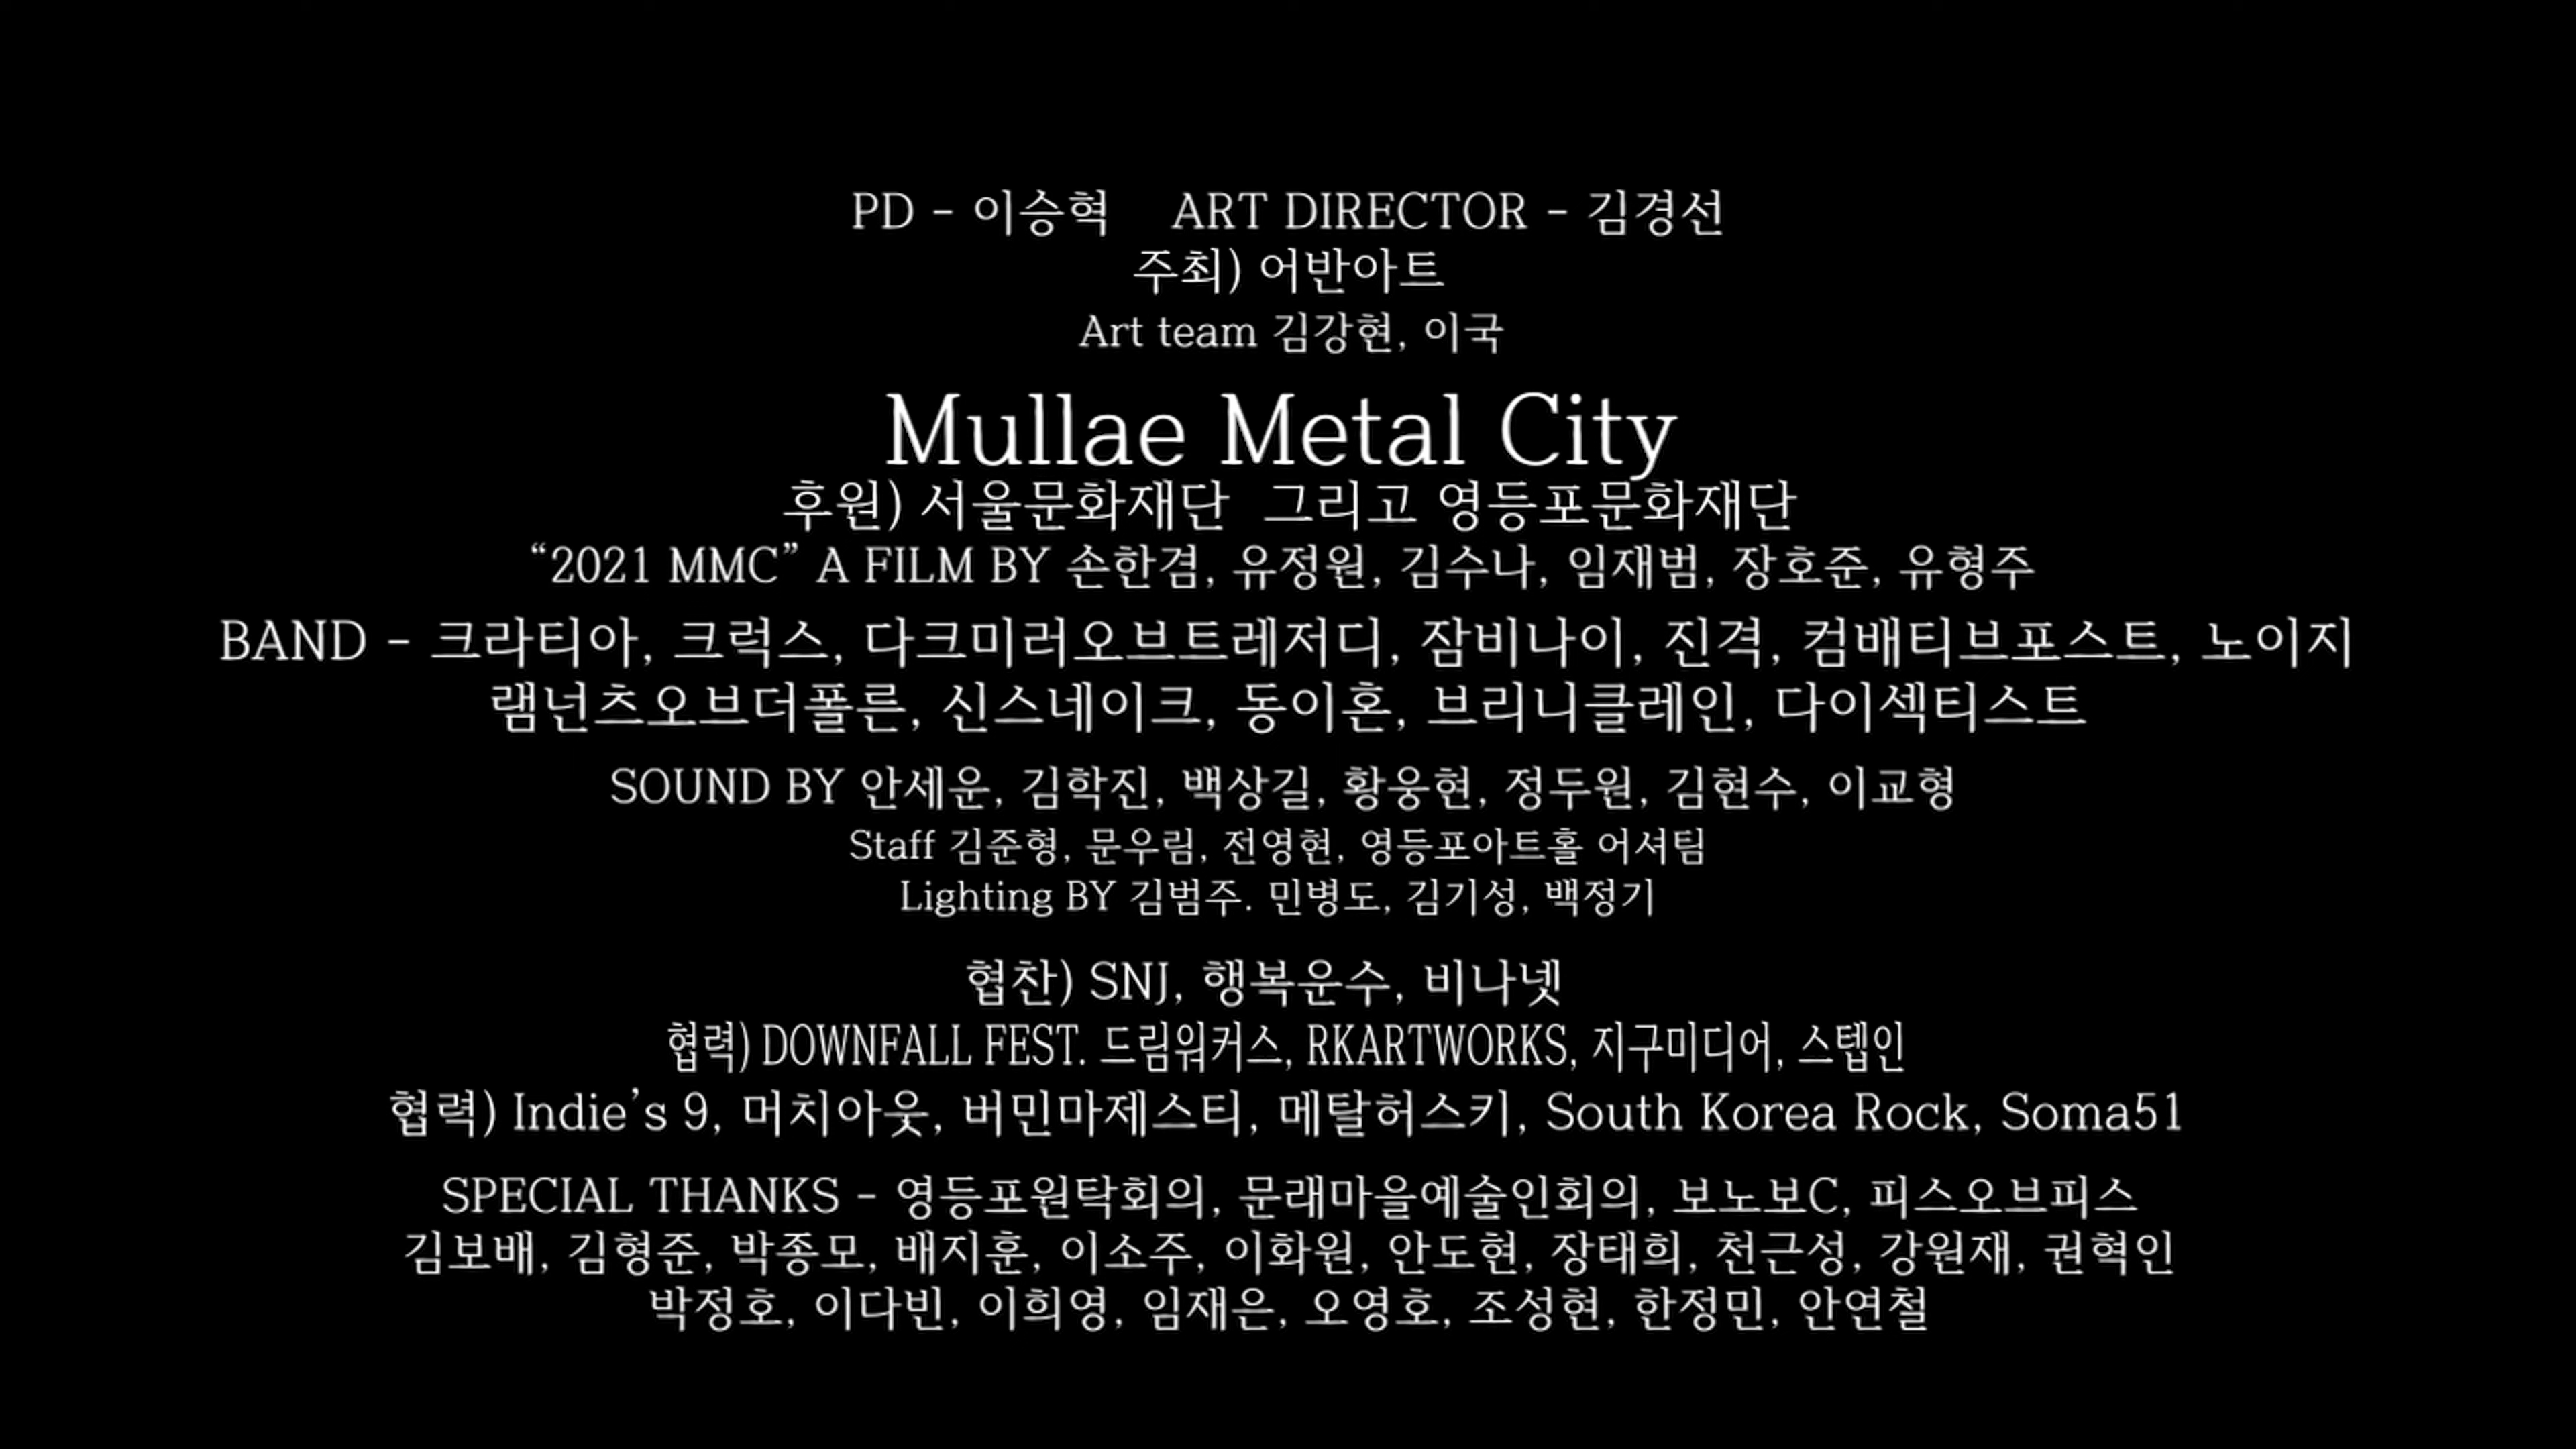 PD - 이승혁 ART DIRECTOR - 김경선
주최) 어반아트
Art team 김강현, 이국
Mullae Metal City
후원) 서울문화재단 그리고 영등포문화재단
“2021 MMC” A FILM BY 손한겸, 유정원, 김수나, 임재범, 장호준, 유형주
BAND - 크라티아, 크럭스, 다크미러오브트레저디, 잠비나이, 진격, 컴배티브포스트, 노이지
램넌츠오브더폴른, 신스네이크, 동이혼, 브리니클레인, 다이섹티스트
SOUND BY 안세운, 김학진, 백상길, 황웅현, 정두원, 김현수, 이교형
Staff 김준형, 문우림, 전영현, 영등포아트홀 어셔팀
Lighting BY 김범주. 민병도, 김기성, 백정기
협찬) SNJ, 행복운수, 비나넷
협력) DOWNFALL FEST. 드림워커스, RKARTWORKS, 지구미디어, 스텝인
협력) Indie’s 9, 머치아웃, 버민마제스티, 메탈허스키, South Korea Rock, Soma51
SPECIAL THANKS - 영등포원탁회의, 문래마을예술인회의, 보노보C, 피스오브피스
김보배, 김형준, 박종모, 배지훈, 이소주, 이화원, 안도현, 장태희, 천근성, 강원재, 권혁인
박정호, 이다빈, 이희영, 임재은, 오영호, 조성현, 한정민, 안연철